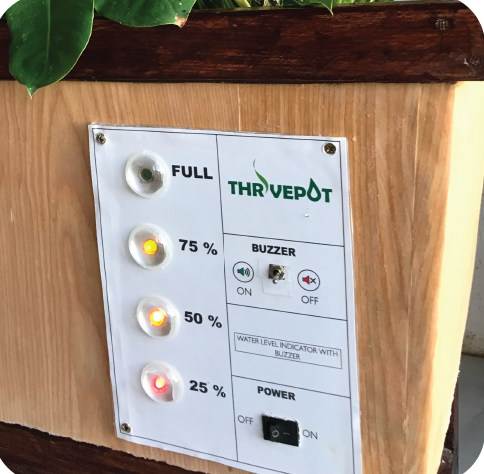 FULL
75 %
50 %
25 %
THRIVEPOT
BUZZER
ON
OFF
WATER LEVEL INDICATOR WITH
BUZZER
POWER
OFF
ON